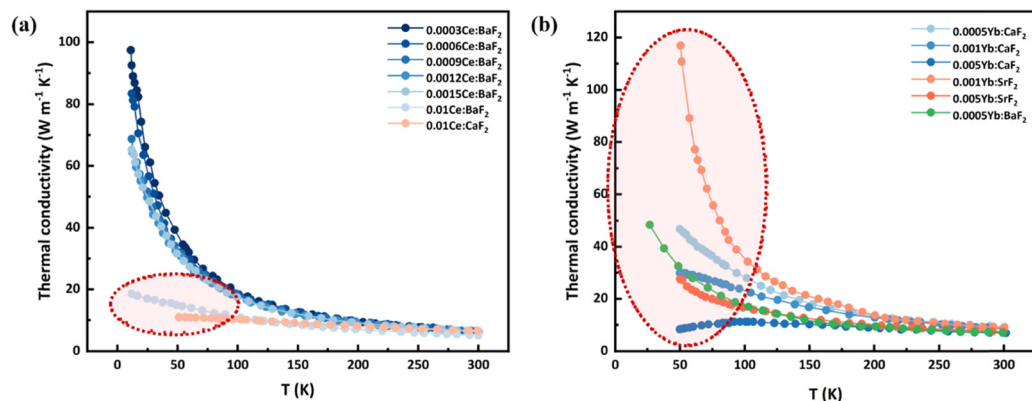 (a)
Thermal conductivity (W m⁻¹ K⁻¹)
100
80
60
40
20
0
0.0003Ce:BaF₂
0.0006Ce:BaF₂
0.0009Ce:BaF₂
0.0012Ce:BaF₂
0.0015Ce:BaF₂
0.01Ce:BaF₂
0.01Ce:CaF₂
0 50 100 150 200 250 300
T (K)
(b)
Thermal conductivity (W m⁻¹ K⁻¹)
120
100
80
60
40
20
0
0.0005Yb:CaF₂
0.001Yb:CaF₂
0.005Yb:CaF₂
0.001Yb:SrF₂
0.005Yb:SrF₂
0.0005Yb:BaF₂
0 50 100 150 200 250 300
T (K)